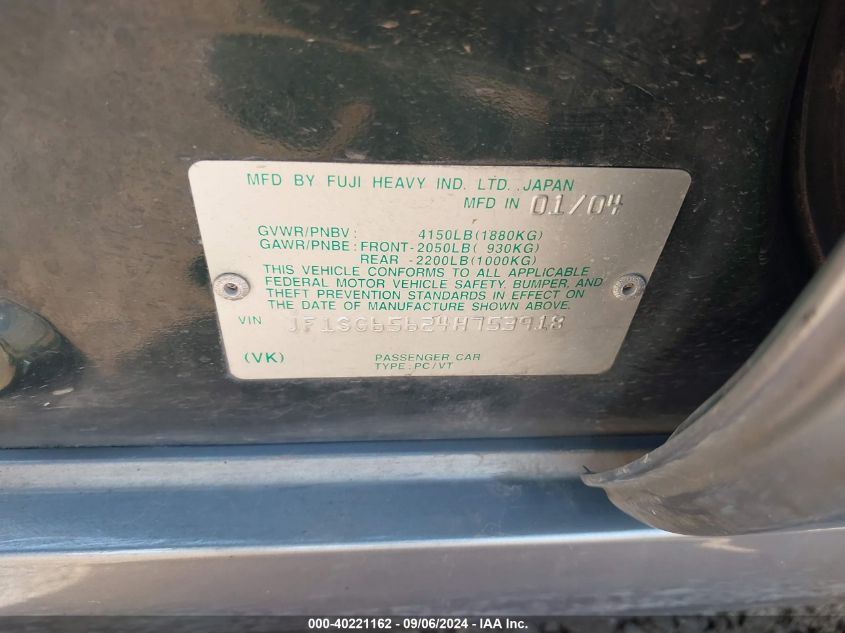 MFD BY FUJI HEAVY IND. LTD. JAPAN
MFD IN 01/04
GVWR/PNBV: 4150LB(1880KG)
GAWR/PNBE: FRONT-2050LB( 930KG)
REAR -2200LB(1000KG)
THIS VEHICLE CONFORMS TO ALL APPLICABLE
FEDERAL MOTOR VEHICLE SAFETY, BUMPER, AND
THEFT PREVENTION STANDARDS IN EFFECT ON
THE DATE OF MANUFACTURE SHOWN ABOVE.
VIN JF1SG65624H753918
(VK) PASSENGER CAR
TYPE: PC/VT
000-40221162 - 09/06/2024 - IAA Inc.